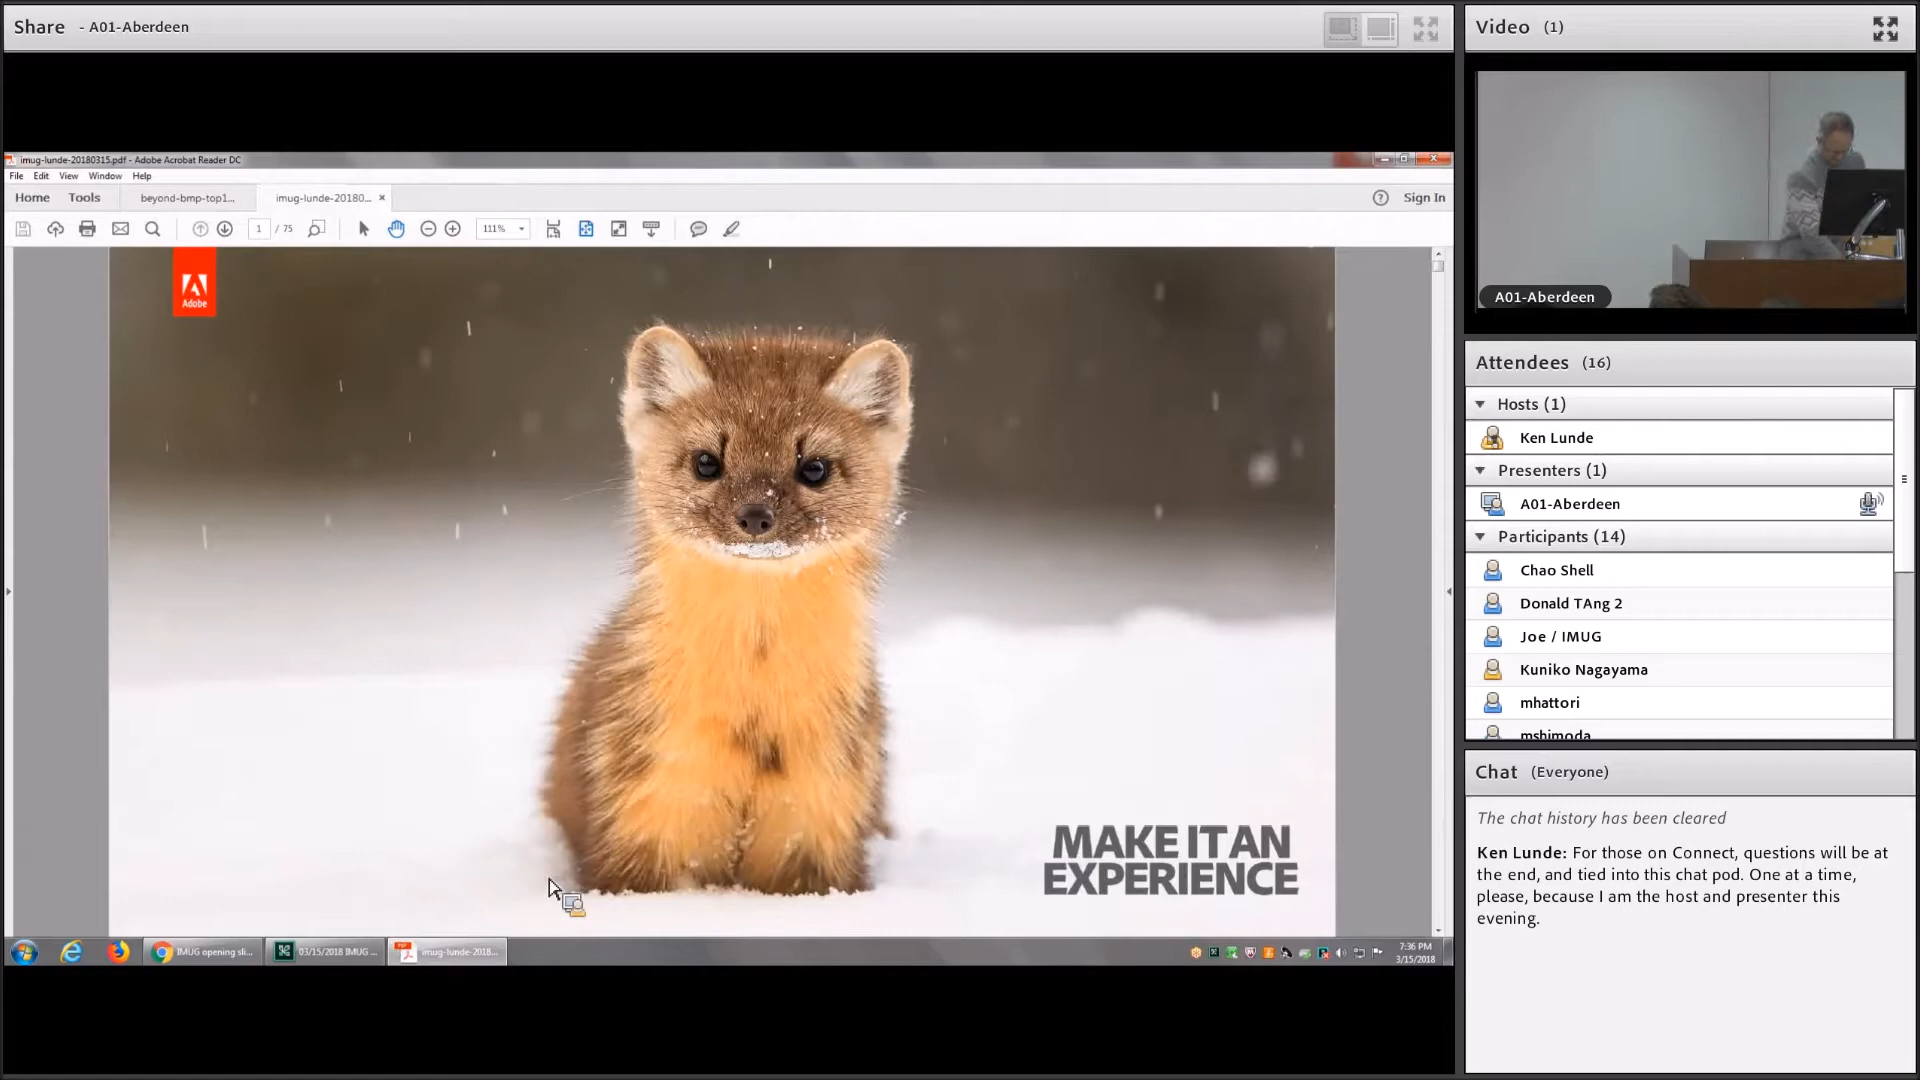 Share - A01-Aberdeen
imug-lunde-20180315.pdf - Adobe Acrobat Reader DC
File Edit View Window Help
Home Tools beyond-bmp-top1... imug-lunde-20180... × ? Sign In
1 / 75 111%
Adobe
MAKE IT AN
EXPERIENCE
IMUG opening sli...
03/15/2018 IMUG ...
imug-lunde-2018...
7:36 PM
3/15/2018
Video (1)
A01-Aberdeen
Attendees (16)
Hosts (1)
Ken Lunde
Presenters (1)
A01-Aberdeen
Participants (14)
Chao Shell
Donald TAng 2
Joe / IMUG
Kuniko Nagayama
mhattori
mshimoda
Chat (Everyone)
The chat history has been cleared
Ken Lunde: For those on Connect, questions will be at
the end, and tied into this chat pod. One at a time,
please, because I am the host and presenter this
evening.